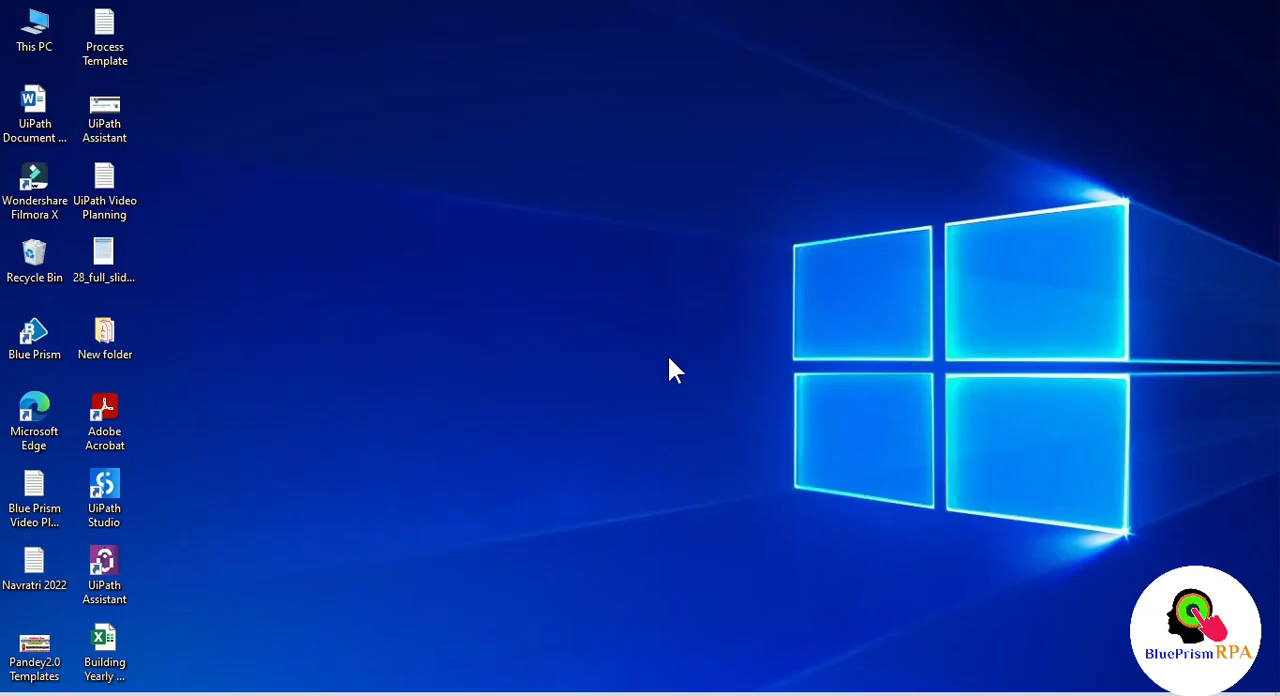 This PC
Process
Template
UiPath
Document ...
UiPath
Assistant
Wondershare
Filmora X
UiPath Video
Planning
Recycle Bin
28_full_slid...
Blue Prism
New folder
Microsoft
Edge
Adobe
Acrobat
Blue Prism
Video Pl...
UiPath
Studio
Navratri 2022
UiPath
Assistant
Pandey2.0
Templates
Building
Yearly ...
BluePrism RPA